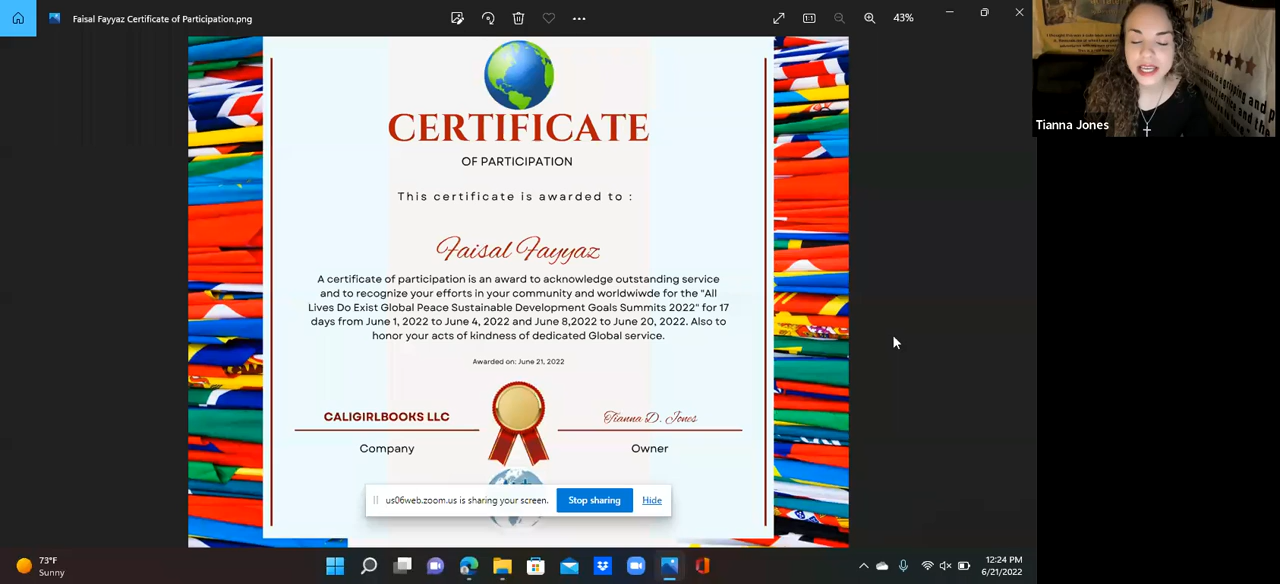 Faisal Fayyaz Certificate of Participation.png
43%
CERTIFICATE
OF PARTICIPATION
This certificate is awarded to :
Faisal Fayyaz
A certificate of participation is an award to acknowledge outstanding service
and to recognize your efforts in your community and worldwiwde for the "All
Lives Do Exist Global Peace Sustainable Development Goals Summits 2022" for 17
days from June 1, 2022 to June 4, 2022 and June 8,2022 to June 20, 2022. Also to
honor your acts of kindness of dedicated Global service.
Awarded on: June 21, 2022
CALIGIRLBOOKS LLC
Tianna D. Jones
Company
Owner
us06web.zoom.us is sharing your screen.
Stop sharing
Hide
Tianna Jones
73°F
Sunny
12:24 PM
6/21/2022